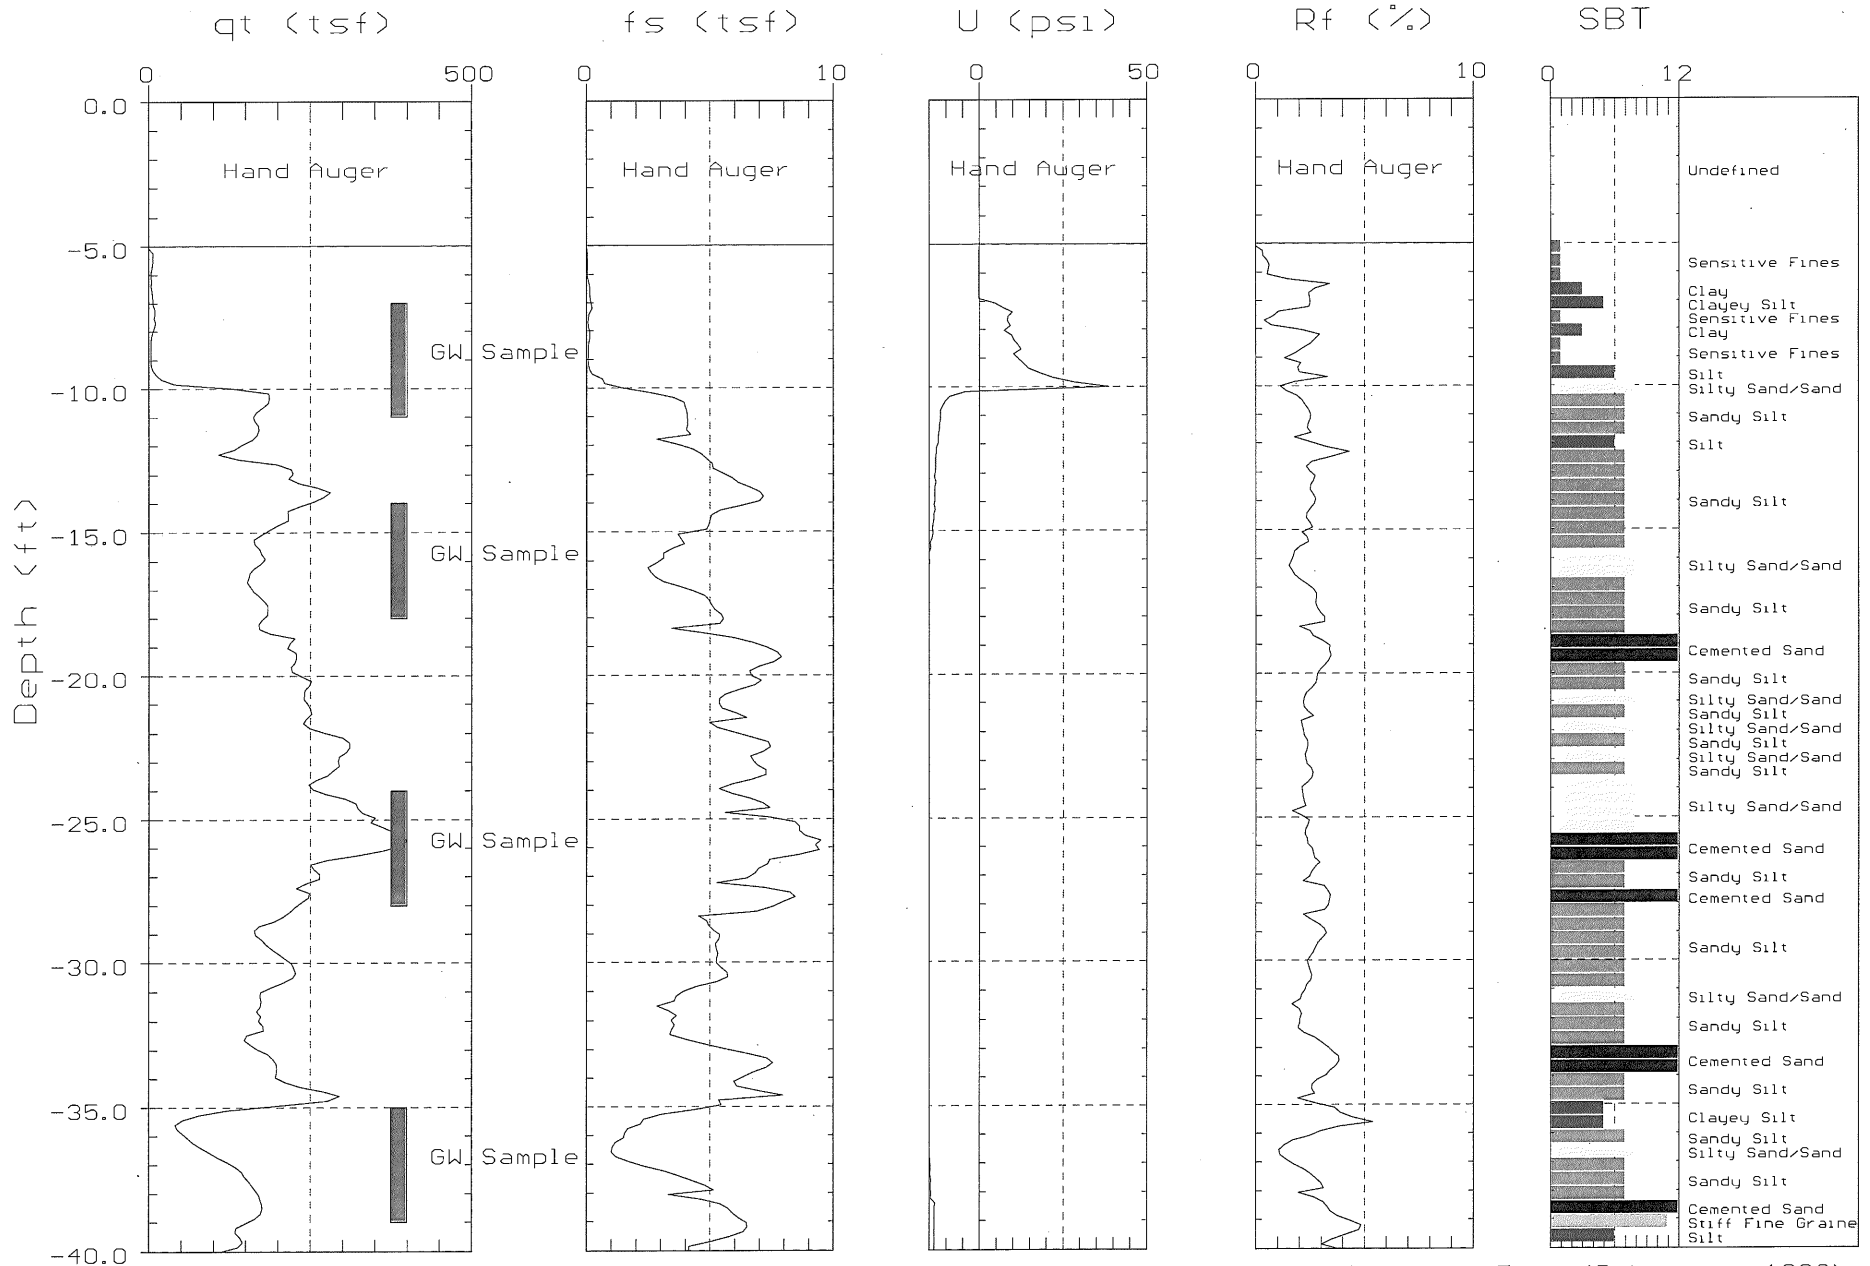 qt (tsf) fs (tsf) U (psi) Rf (%) SBT
0 500 0 10 0 50 0 10 0 12
0.0
Hand Auger Hand Auger Hand Auger Hand Auger Undefined
-5.0
Sensitive Fines
Clay
Clayey Silt
Sensitive Fines
Clay
GW Sample
Sensitive Fines
Silt
-10.0
Silty Sand/Sand
Sandy Silt
Silt
Sandy Silt
Depth (ft)
-15.0
GW Sample
Silty Sand/Sand
Sandy Silt
Cemented Sand
-20.0
Sandy Silt
Silty Sand/Sand
Sandy Silt
Silty Sand/Sand
Sandy Silt
Silty Sand/Sand
Sandy Silt
Silty Sand/Sand
-25.0
GW Sample
Cemented Sand
Sandy Silt
Cemented Sand
Sandy Silt
-30.0
Silty Sand/Sand
Sandy Silt
Cemented Sand
Sandy Silt
-35.0
Clayey Silt
Sandy Silt
Silty Sand/Sand
GW Sample
Sandy Silt
Cemented Sand
Stiff Fine Graine
Silt
-40.0